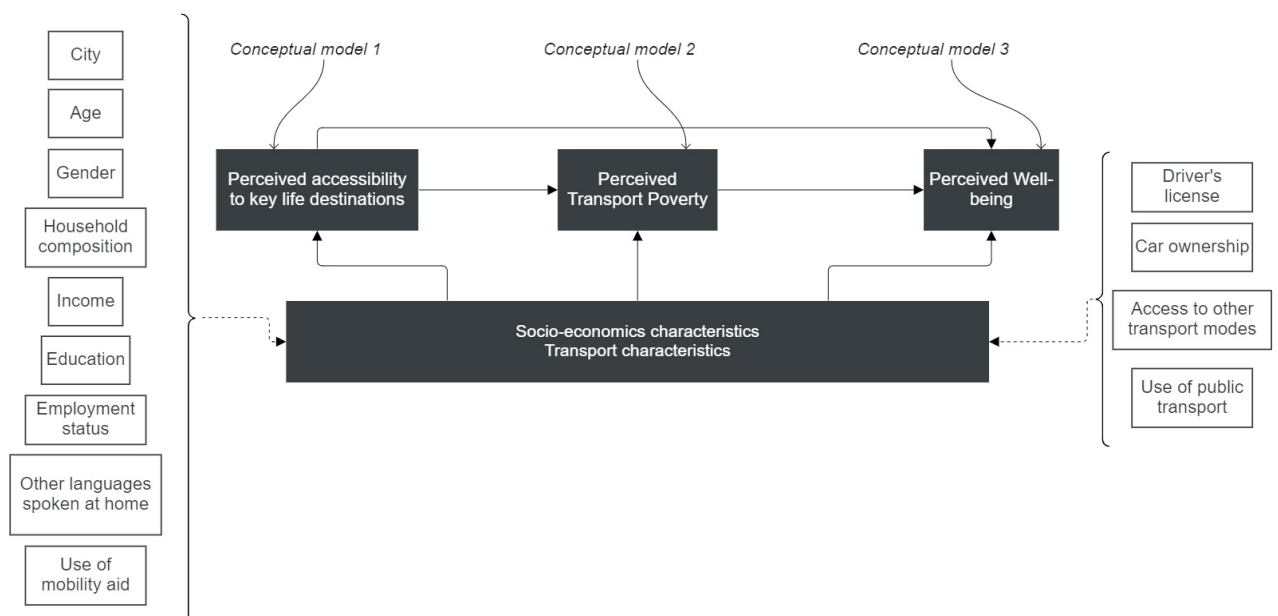 City
Age
Gender
Household
composition
Income
Education
Employment
status
Other languages
spoken at home
Use of
mobility aid
Conceptual model 1
Conceptual model 2
Conceptual model 3
Perceived accessibility
to key life destinations
Perceived
Transport Poverty
Perceived Well-
being
Socio-economics characteristics
Transport characteristics
Driver's
license
Car ownership
Access to other
transport modes
Use of public
transport